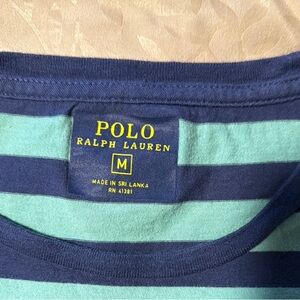 POLO
RALPH LAUREN
M
MADE IN SRI LANKA
RN 41381